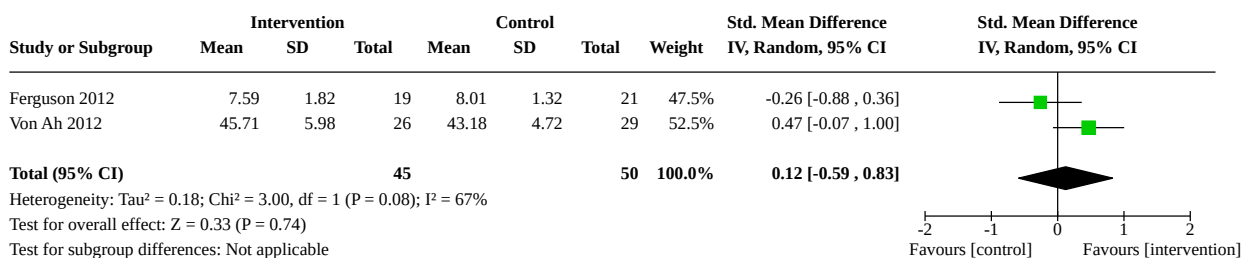 Intervention Control Std. Mean Difference Std. Mean Difference
Study or Subgroup Mean SD Total Mean SD Total Weight IV, Random, 95% CI IV, Random, 95% CI
Ferguson 2012 7.59 1.82 19 8.01 1.32 21 47.5% -0.26 [-0.88 , 0.36]
Von Ah 2012 45.71 5.98 26 43.18 4.72 29 52.5% 0.47 [-0.07 , 1.00]
Total (95% CI) 45 50 100.0% 0.12 [-0.59 , 0.83]
Heterogeneity: Tau² = 0.18; Chi² = 3.00, df = 1 (P = 0.08); I² = 67%
Test for overall effect: Z = 0.33 (P = 0.74)
Test for subgroup differences: Not applicable
-2 -1 0 1 2
Favours [control] Favours [intervention]